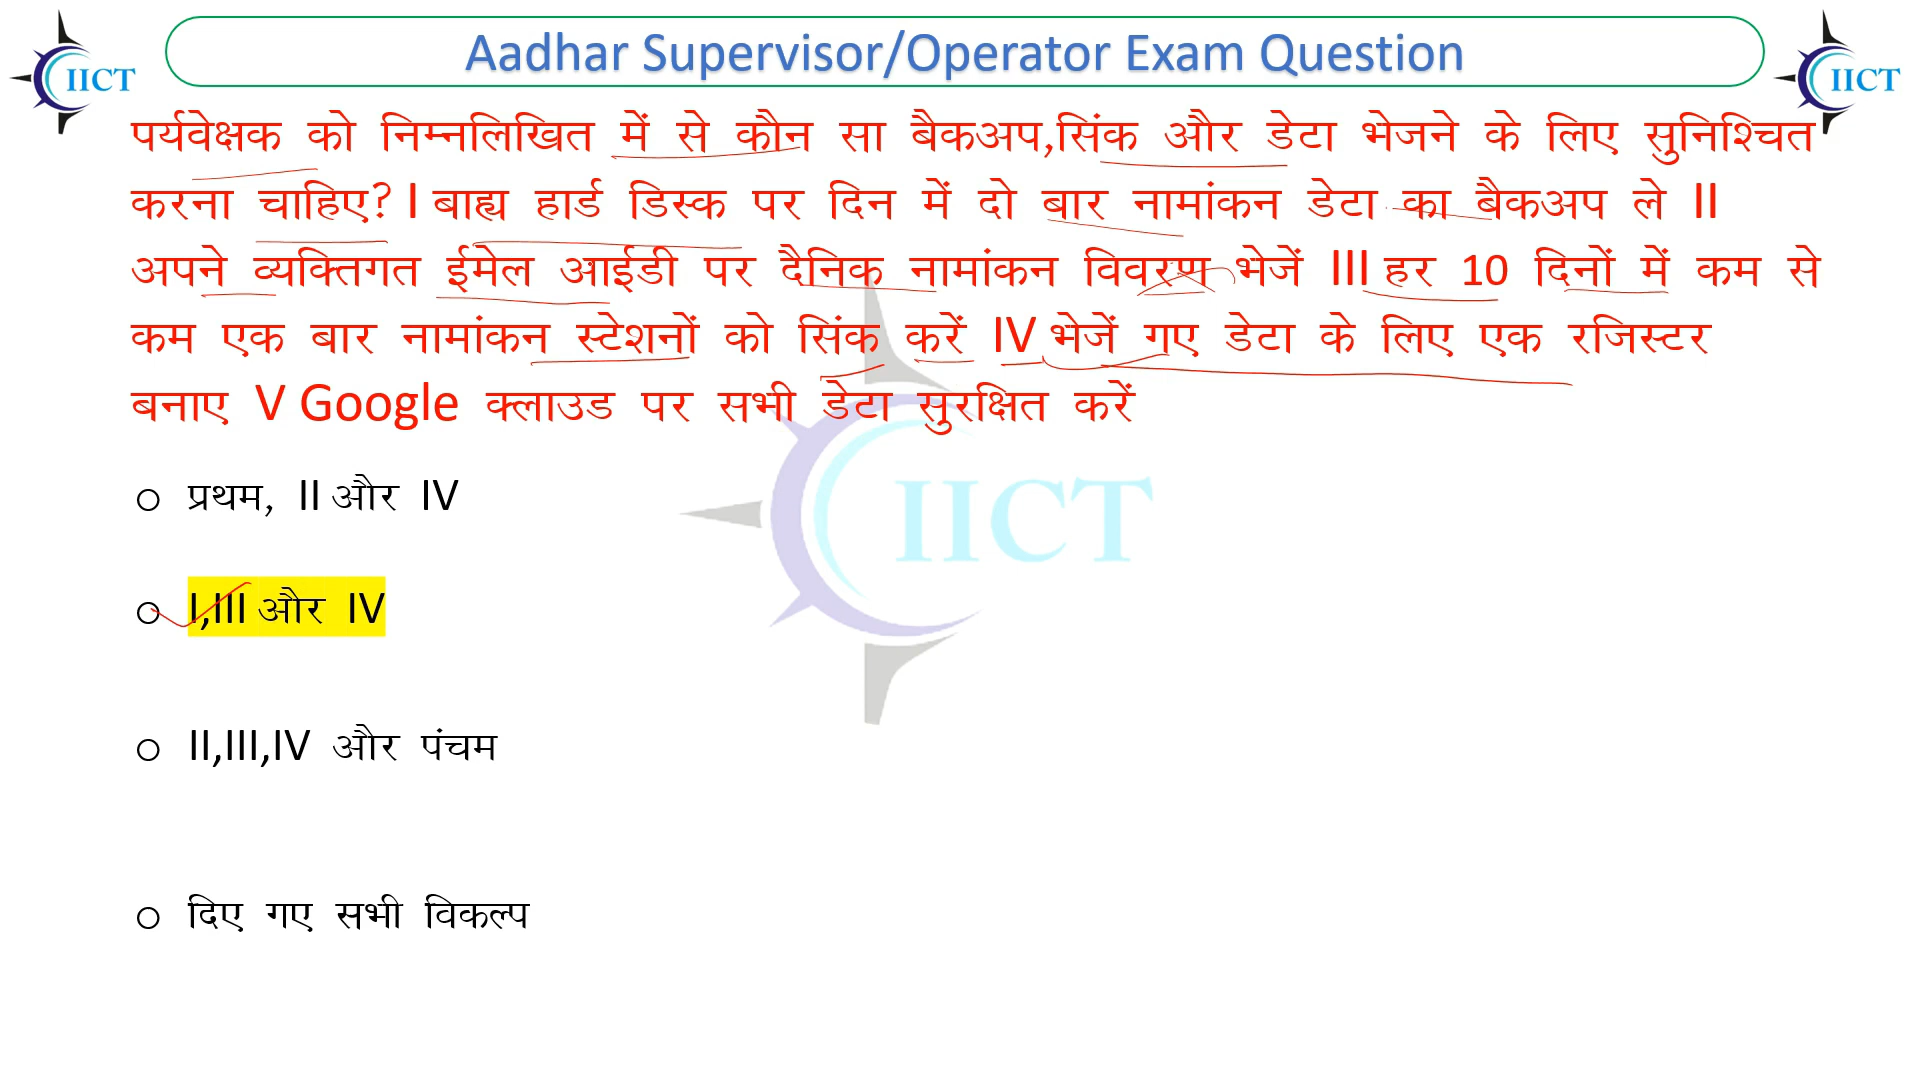 IICT
Aadhar Supervisor/Operator Exam Question
IICT
पर्यवेक्षक को निम्नलिखित में से कौन सा बैकअप,सिंक और डेटा भेजने के लिए सुनिश्चित
करना चाहिए? I बाह्य हार्ड डिस्क पर दिन में दो बार नामांकन डेटा का बैकअप ले II
अपने व्यक्तिगत ईमेल आईडी पर दैनिक नामांकन विवरण भेजें III हर 10 दिनों में कम से
कम एक बार नामांकन स्टेशनों को सिंक करें IV भेजें गए डेटा के लिए एक रजिस्टर
बनाए V Google क्लाउड पर सभी डेटा सुरक्षित करें
प्रथम, II और IV
IICT
I,III और IV
II,III,IV और पंचम
दिए गए सभी विकल्प